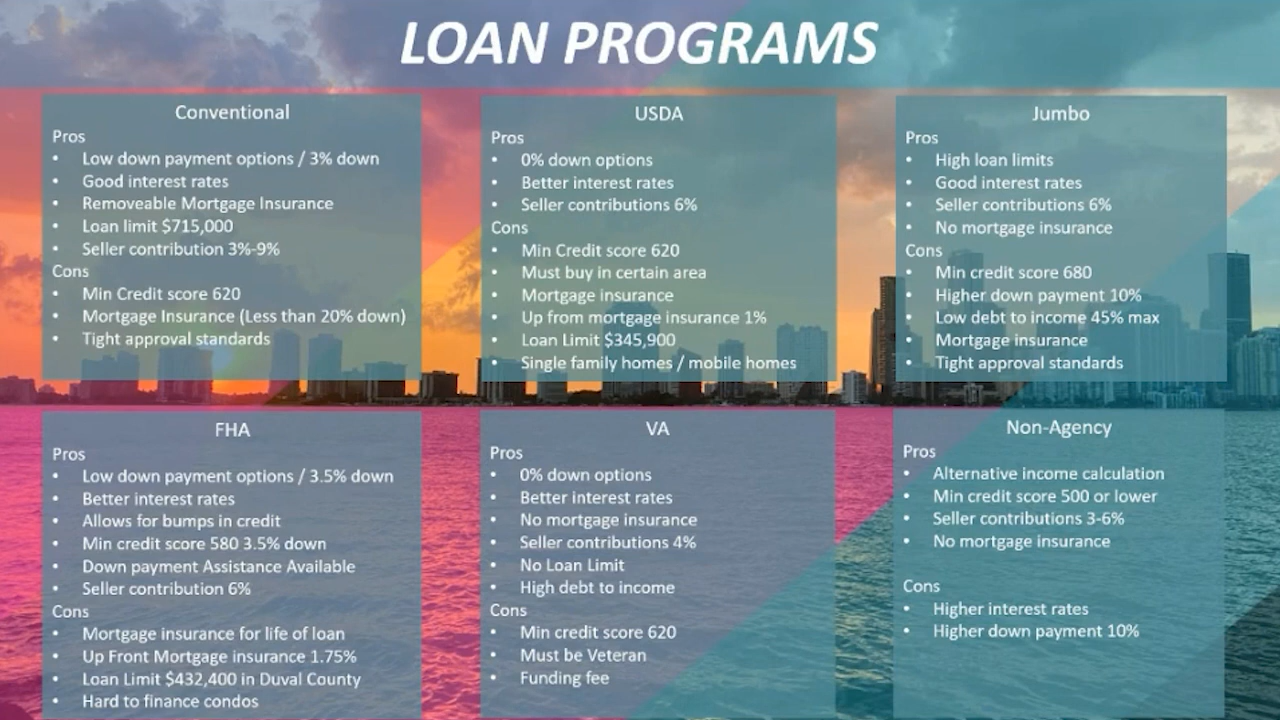 LOAN PROGRAMS
Conventional
Pros
• Low down payment options / 3% down
• Good interest rates
• Removeable Mortgage Insurance
• Loan limit $715,000
• Seller contribution 3%-9%
Cons
• Min Credit score 620
• Mortgage Insurance (Less than 20% down)
• Tight approval standards
USDA
Pros
• 0% down options
• Better interest rates
• Seller contributions 6%
Cons
• Min Credit score 620
• Must buy in certain area
• Mortgage insurance
• Up from mortgage insurance 1%
• Loan Limit $345,900
• Single family homes / mobile homes
Jumbo
Pros
• High loan limits
• Good interest rates
• Seller contributions 6%
• No mortgage insurance
Cons
• Min credit score 680
• Higher down payment 10%
• Low debt to income 45% max
• Mortgage insurance
• Tight approval standards
FHA
Pros
• Low down payment options / 3.5% down
• Better interest rates
• Allows for bumps in credit
• Min credit score 580 3.5% down
• Down payment Assistance Available
• Seller contribution 6%
Cons
• Mortgage insurance for life of loan
• Up Front Mortgage insurance 1.75%
• Loan Limit $432,400 in Duval County
• Hard to finance condos
VA
Pros
• 0% down options
• Better interest rates
• No mortgage insurance
• Seller contributions 4%
• No Loan Limit
• High debt to income
Cons
• Min credit score 620
• Must be Veteran
• Funding fee
Non-Agency
Pros
• Alternative income calculation
• Min credit score 500 or lower
• Seller contributions 3-6%
• No mortgage insurance
Cons
• Higher interest rates
• Higher down payment 10%